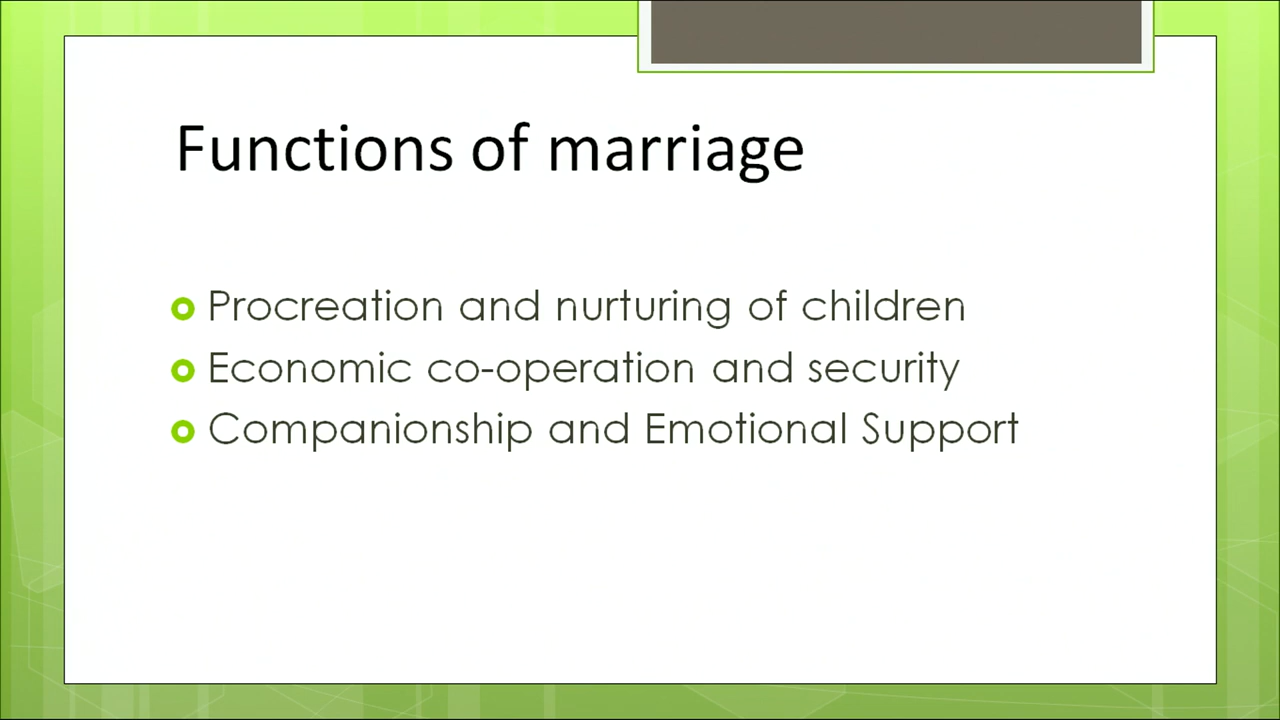 Functions of marriage
Procreation and nurturing of children
Economic co-operation and security
Companionship and Emotional Support